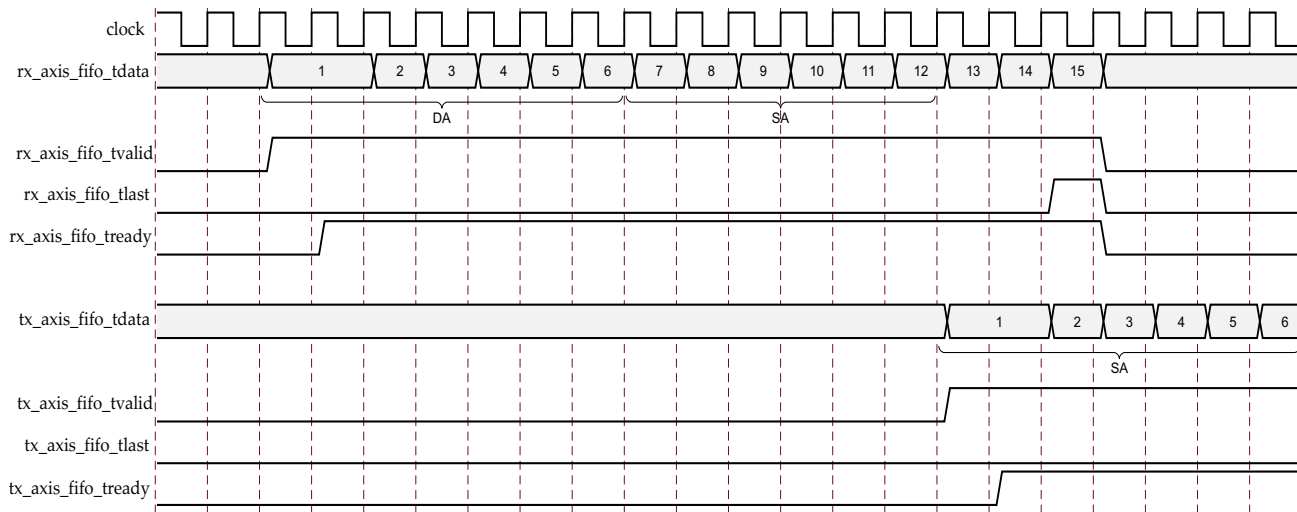 clock
rx_axis_fifo_tdata 1 2 3 4 5 6 7 8 9 10 11 12 13 14 15
DA SA
rx_axis_fifo_tvalid
rx_axis_fifo_tlast
rx_axis_fifo_tready
tx_axis_fifo_tdata 1 2 3 4 5 6
SA
tx_axis_fifo_tvalid
tx_axis_fifo_tlast
tx_axis_fifo_tready